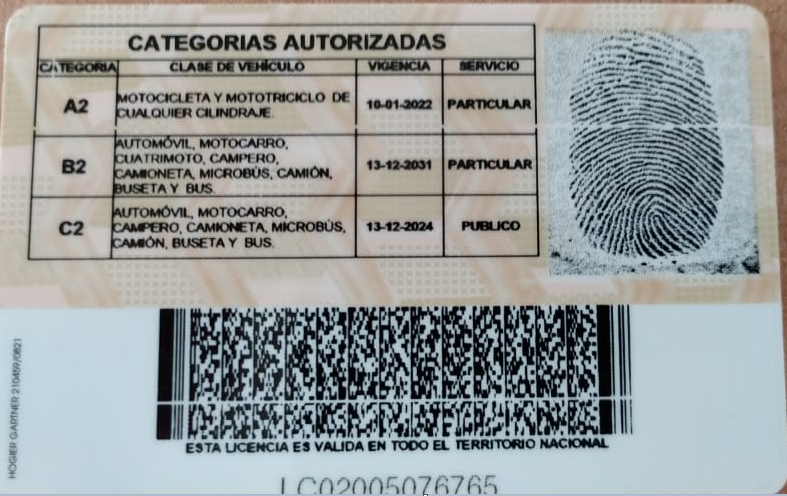 CATEGORIAS AUTORIZADAS
CATEGORIA CLASE DE VEHÍCULO VIGENCIA SERVICIO
A2 MOTOCICLETA Y MOTOTRICICLO DE CUALQUIER CILINDRAJE. 10-01-2022 PARTICULAR
B2 AUTOMÓVIL, MOTOCARRO, CUATRIMOTO, CAMPERO, CAMIONETA, MICROBÚS, CAMIÓN, BUSETA Y BUS. 13-12-2031 PARTICULAR
C2 AUTOMÓVIL, MOTOCARRO, CAMPERO, CAMIONETA, MICROBÚS, CAMIÓN, BUSETA Y BUS. 13-12-2024 PUBLICO
ESTA LICENCIA ES VALIDA EN TODO EL TERRITORIO NACIONAL
LC02005076765
HOGIER GARTNER 210459/0821